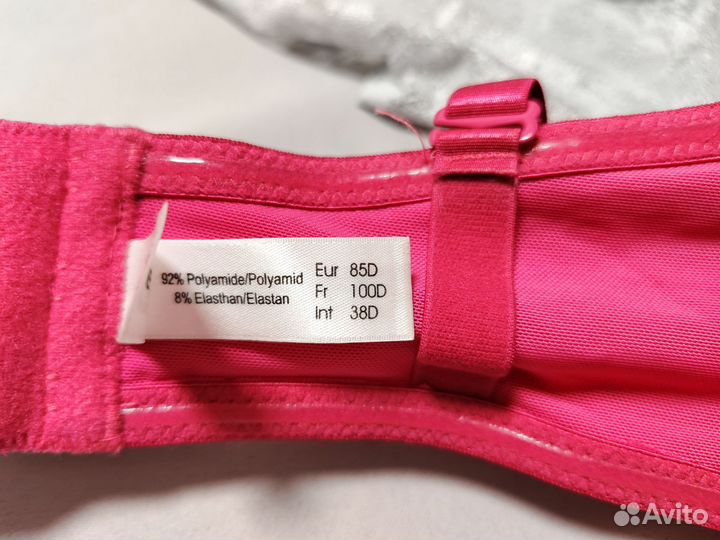 92% Polyamide/Polyamid
8% Elasthan/Elastan
Eur 85D
Fr 100D
Int 38D
Avito